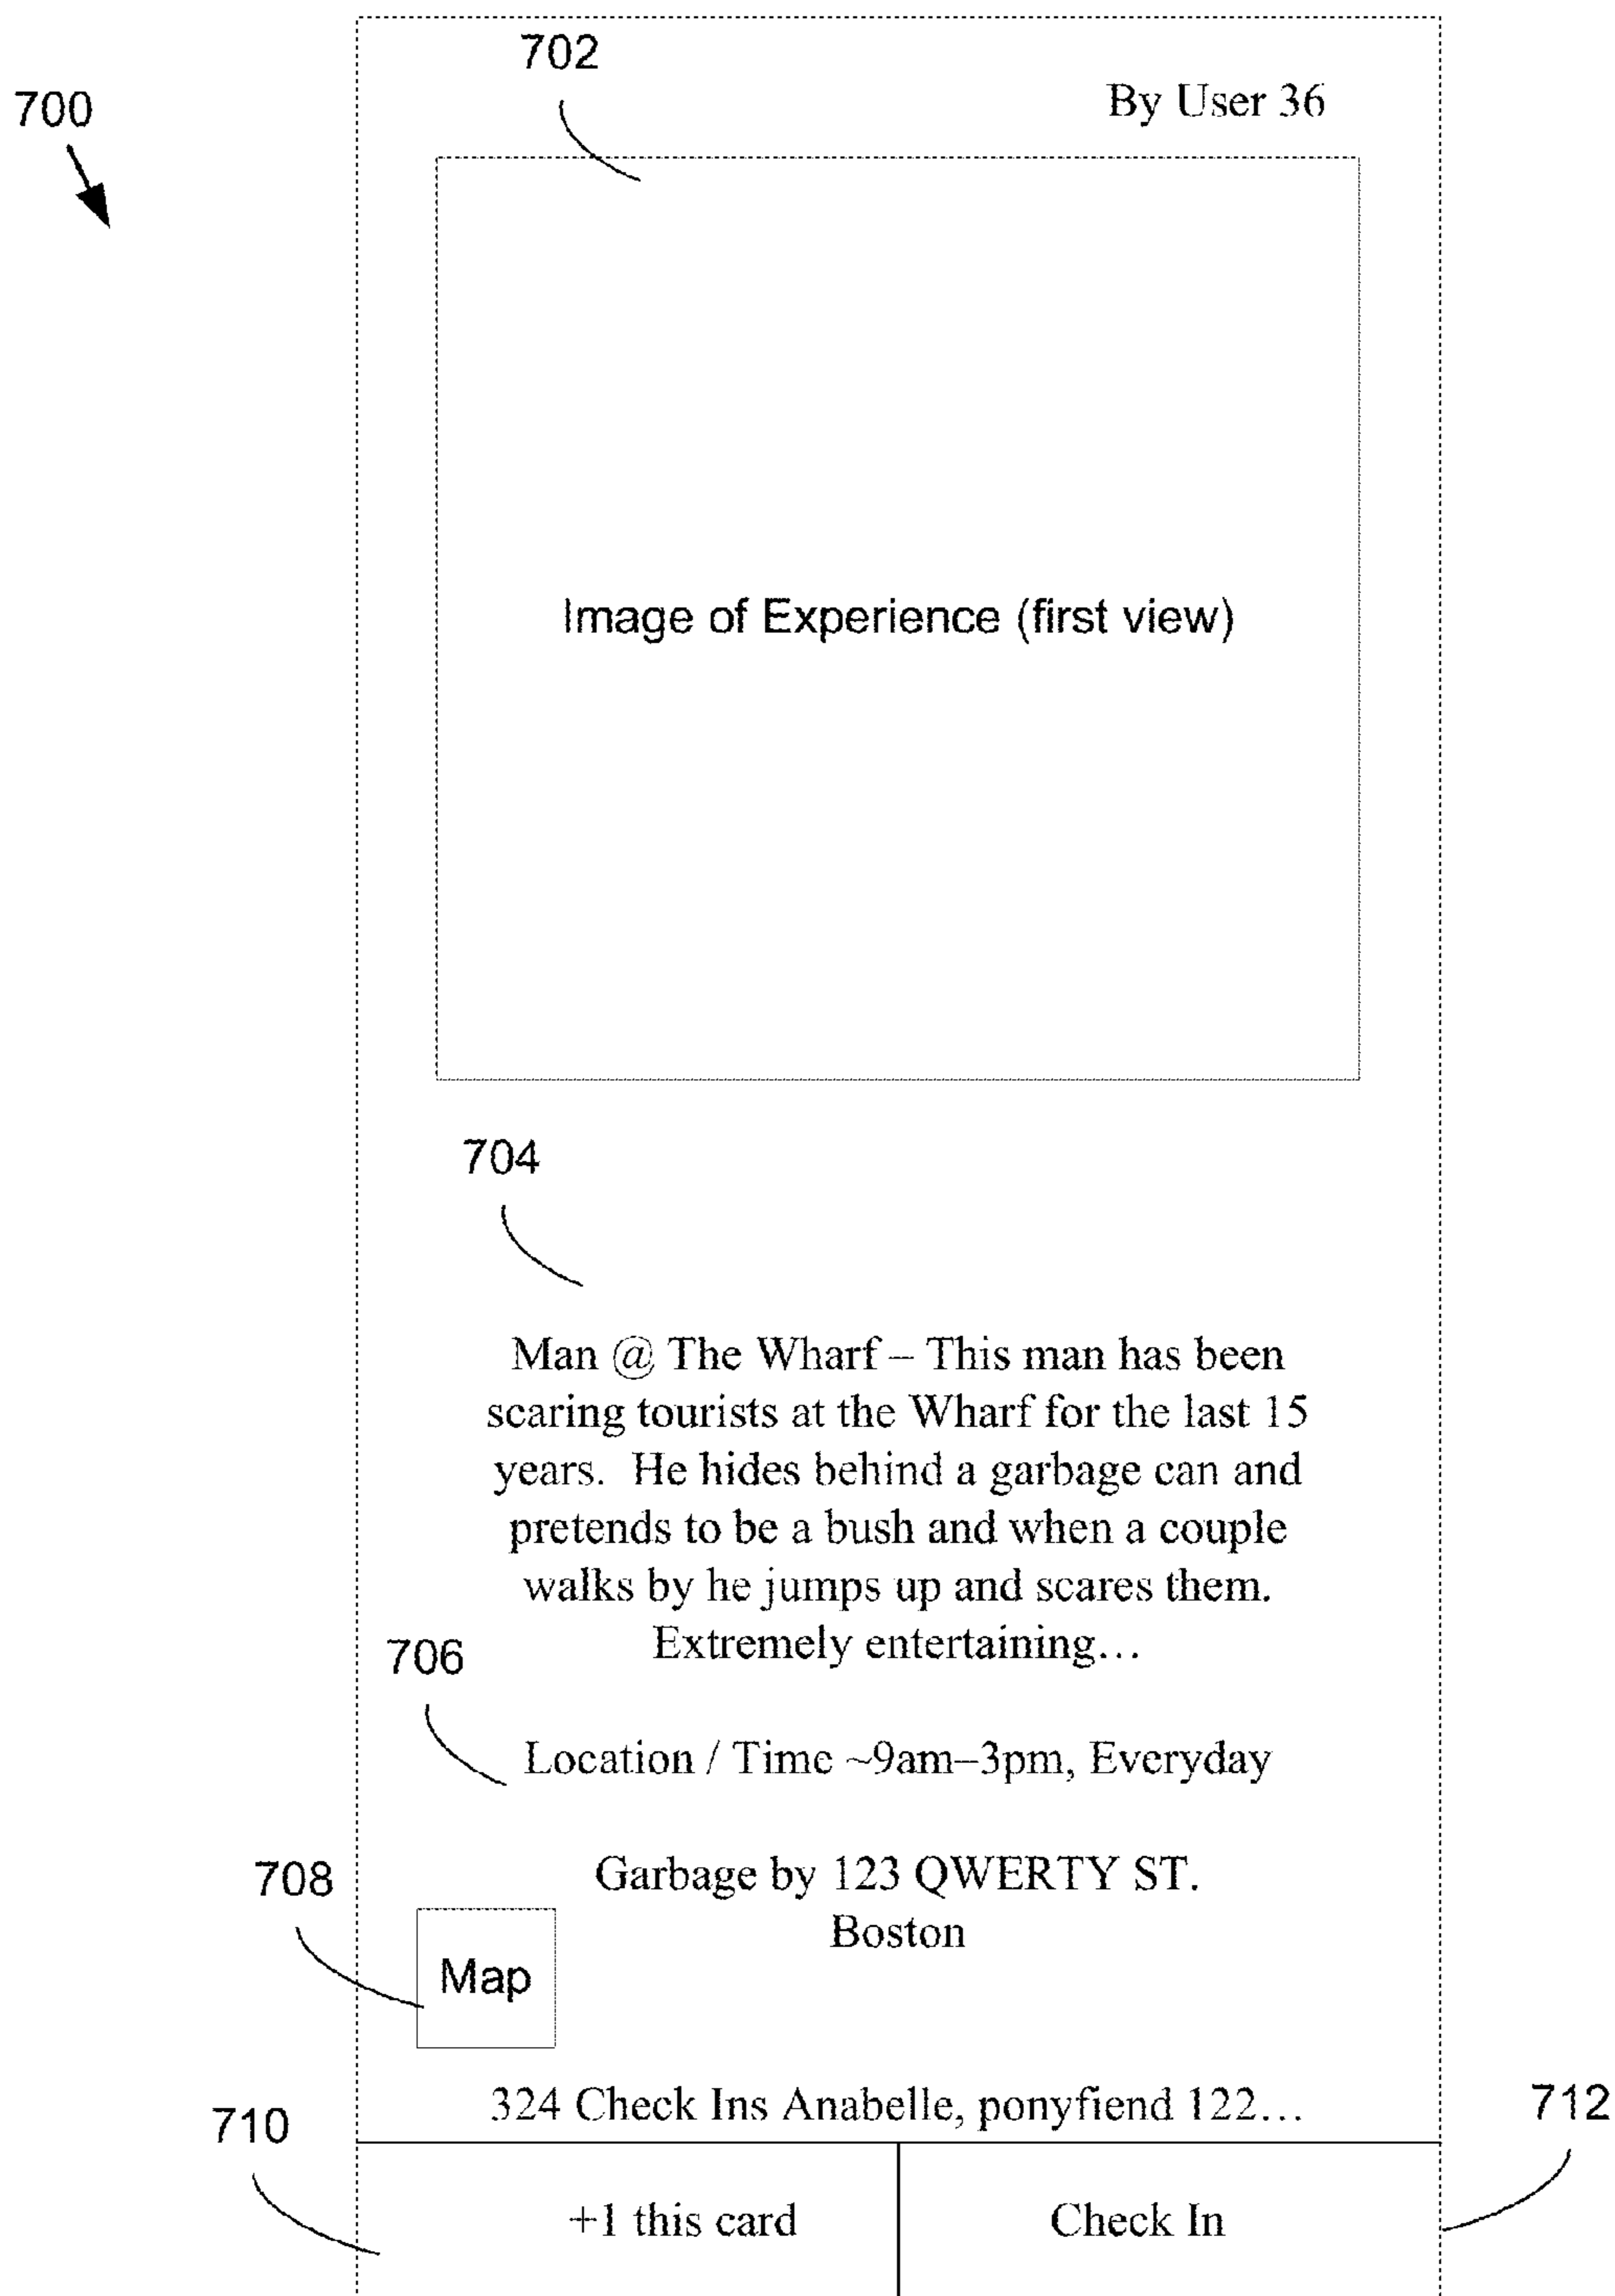 702
By User 36
700
Image of Experience (first view)
704
Man @ The Wharf – This man has been
scaring tourists at the Wharf for the last 15
years.  He hides behind a garbage can and
pretends to be a bush and when a couple
walks by he jumps up and scares them.
Extremely entertaining…
706
Location / Time ~9am–3pm, Everyday
708
Garbage by 123 QWERTY ST.
Boston
Map
324 Check Ins Anabelle, ponyfiend 122…
710
712
+1 this card
Check In